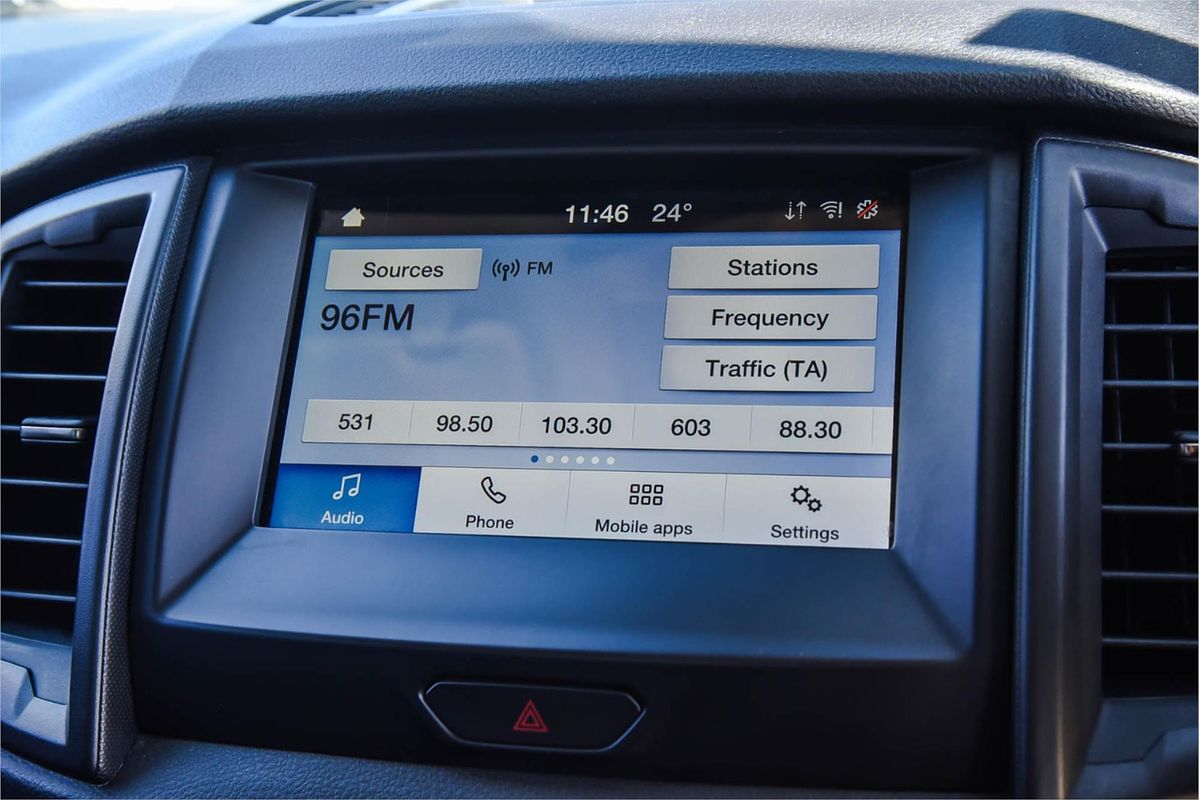 11:46 24°
Sources FM
Stations
96FM
Frequency
Traffic (TA)
531 98.50 103.30 603 88.30
Audio Phone Mobile apps Settings